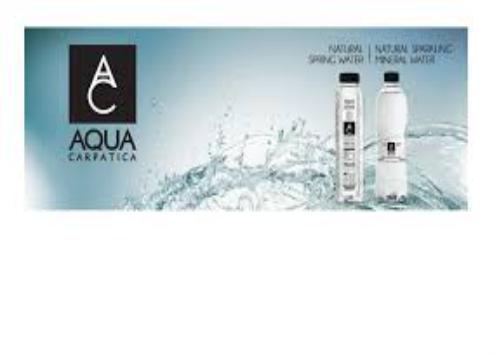 AC
AQUA
CARPATICA
NATURAL
SPRING WATER
NATURAL SPARKLING
MINERAL WATER